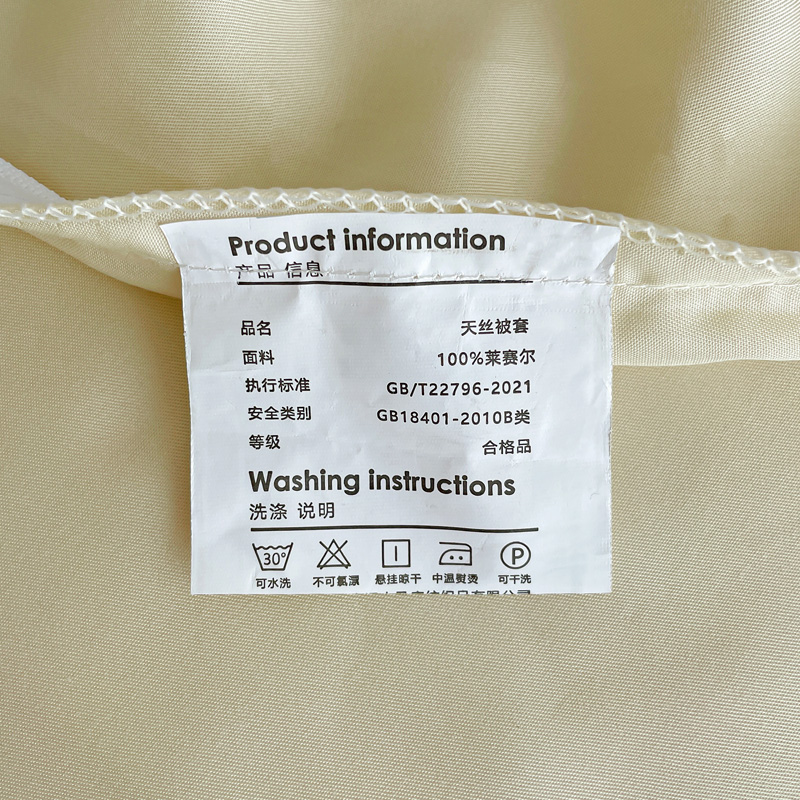 Product information
产品 信息
品名 天丝被套
面料 100%莱赛尔
执行标准 GB/T22796-2021
安全类别 GB18401-2010B类
等级 合格品
Washing instructions
洗涤 说明
30°
P
可水洗 不可氯漂 悬挂晾干 中温熨烫 可干洗